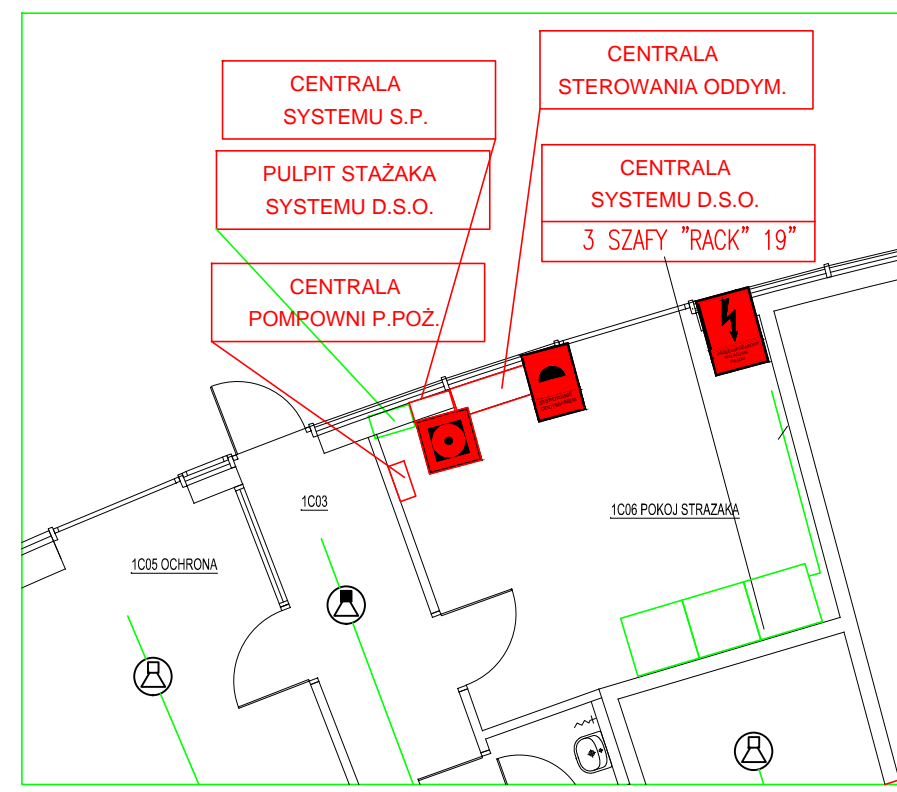 CENTRALA
STEROWANIA ODDYM.
CENTRALA
SYSTEMU S.P.
PULPIT STAŻAKA
SYSTEMU D.S.O.
CENTRALA
SYSTEMU D.S.O.
3 SZAFY "RACK" 19"
CENTRALA
POMPOWNI P.POŻ.
1C03
1C06 POKOJ STRAZAKA
1C05 OCHRONA